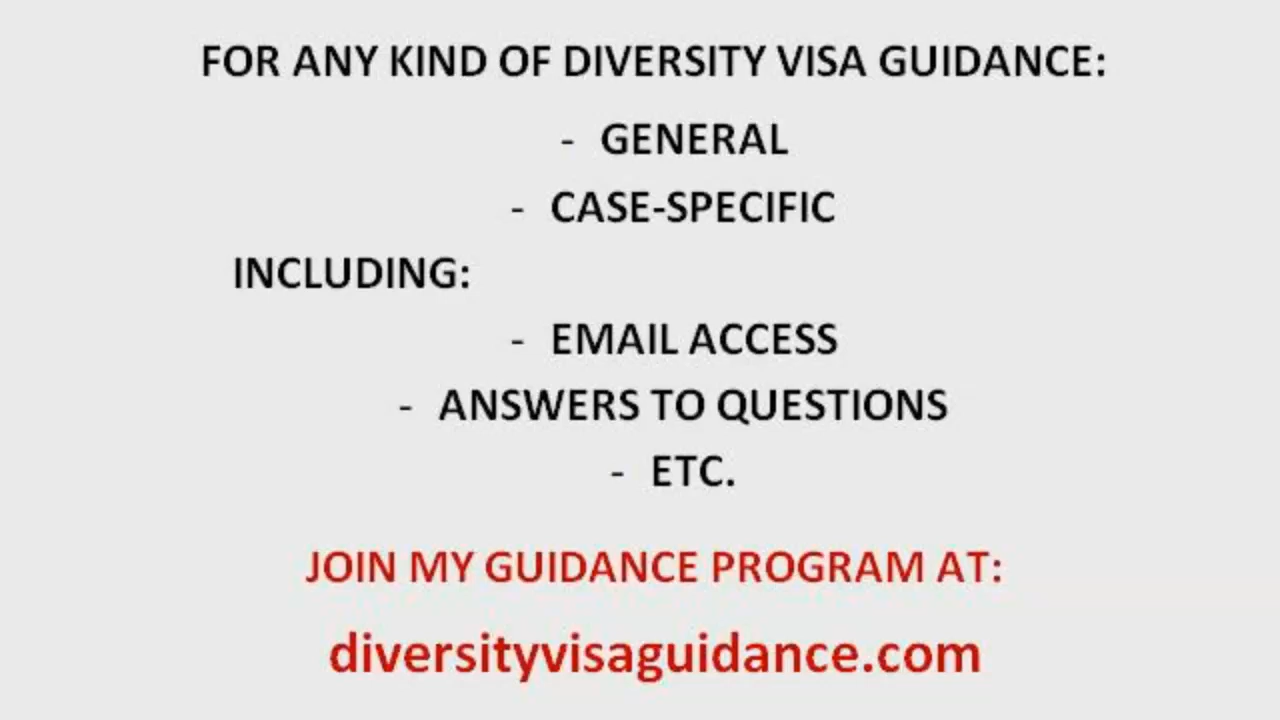 FOR ANY KIND OF DIVERSITY VISA GUIDANCE:
- GENERAL
- CASE-SPECIFIC
INCLUDING:
- EMAIL ACCESS
- ANSWERS TO QUESTIONS
- ETC.
JOIN MY GUIDANCE PROGRAM AT:
diversityvisaguidance.com